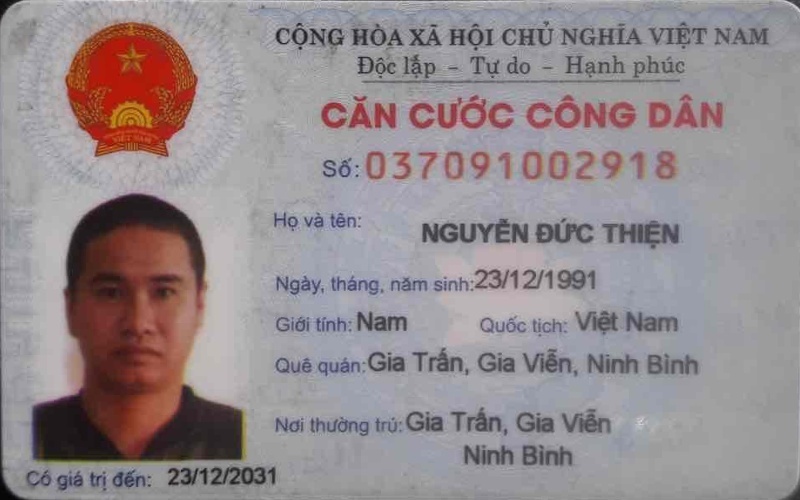 CỘNG HÒA XÃ HỘI CHỦ NGHĨA VIỆT NAM
Độc lập - Tự do - Hạnh phúc
CĂN CƯỚC CÔNG DÂN
Số: 037091002918
Họ và tên: NGUYỄN ĐỨC THIỆN
Ngày, tháng, năm sinh: 23/12/1991
Giới tính: Nam Quốc tịch: Việt Nam
Quê quán: Gia Trấn, Gia Viễn, Ninh Bình
Nơi thường trú: Gia Trấn, Gia Viễn
Ninh Bình
Có giá trị đến: 23/12/2031